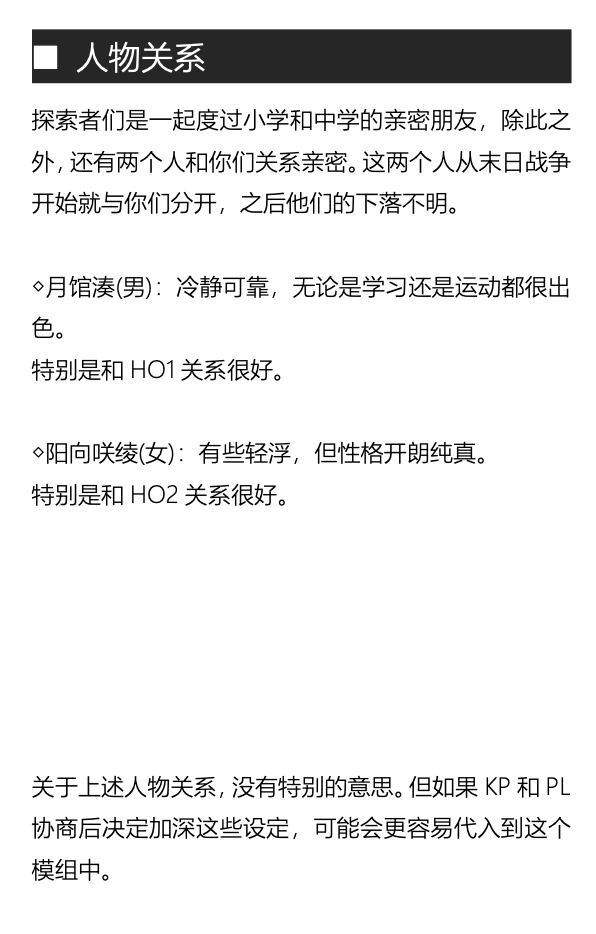 ■ 人物关系
探索者们是一起度过小学和中学的亲密朋友，除此之
外，还有两个人和你们关系亲密。这两个人从末日战争
开始就与你们分开，之后他们的下落不明。
◇月馆湊(男)：冷静可靠，无论是学习还是运动都很出
色。
特别是和 HO1 关系很好。
◇阳向咲绫(女)：有些轻浮，但性格开朗纯真。
特别是和 HO2 关系很好。
关于上述人物关系，没有特别的意思。但如果 KP 和 PL
协商后决定加深这些设定，可能会更容易代入到这个
模组中。